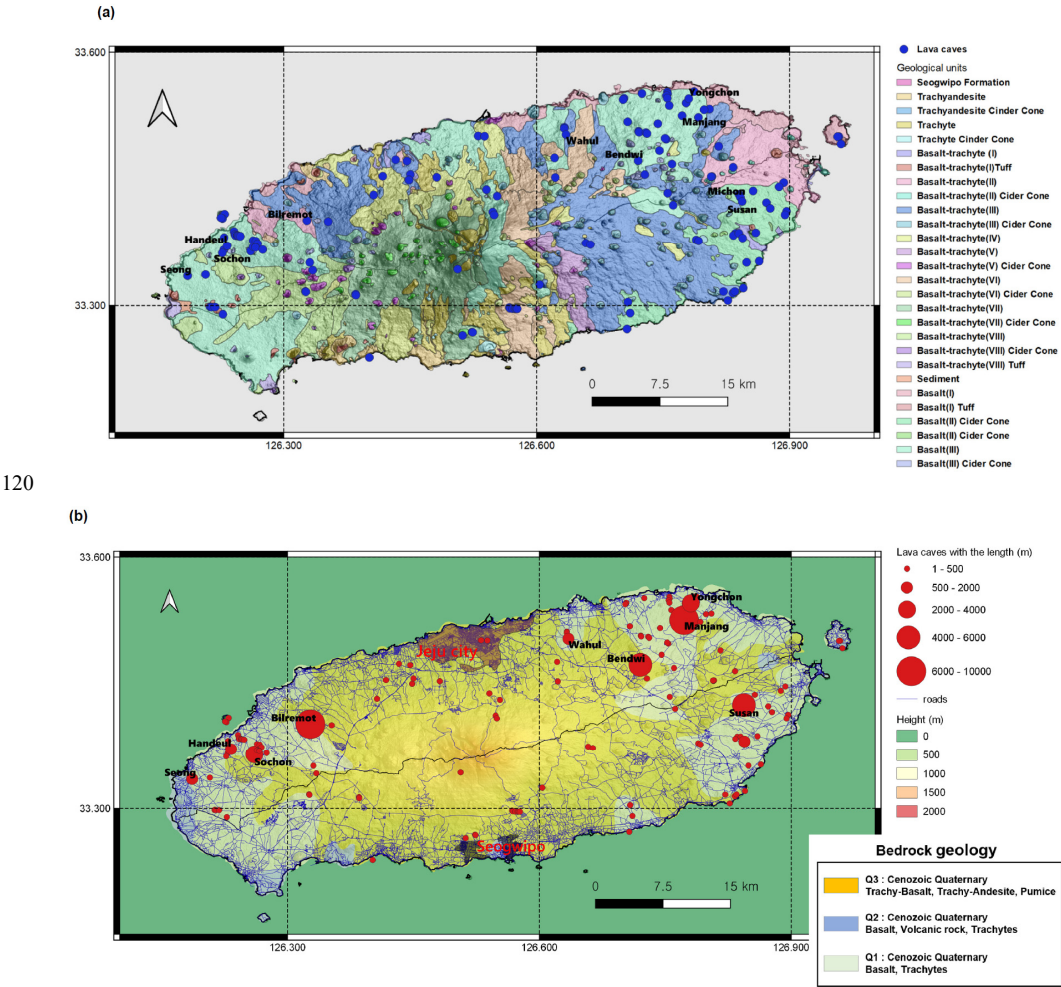 (a)
33.600
33.300
126.300
126.600
126.900
Yongchon
Manjang
Wahul
Bendwi
Michon
Susan
Bilremot
Handeul
Sochon
Seong
0 7.5 15 km
Lava caves
Geological units
Seogwipo Formation
Trachyandesite
Trachyandesite Cinder Cone
Trachyte
Trachyte Cinder Cone
Basalt-trachyte (I)
Basalt-trachyte(I)Tuff
Basalt-trachyte(II)
Basalt-trachyte(II) Cider Cone
Basalt-trachyte(III)
Basalt-trachyte(III) Cider Cone
Basalt-trachyte(IV)
Basalt-trachyte(V)
Basalt-trachyte(V) Cider Cone
Basalt-trachyte(VI)
Basalt-trachyte(VI) Cider Cone
Basalt-trachyte(VII)
Basalt-trachyte(VII) Cider Cone
Basalt-trachyte(VIII)
Basalt-trachyte(VIII) Cider Cone
Basalt-trachyte(VIII) Tuff
Sediment
Basalt(I)
Basalt(I) Tuff
Basalt(II) Cider Cone
Basalt(II) Cider Cone
Basalt(III)
Basalt(III) Cider Cone
120
(b)
33.600
33.300
126.300
126.600
126.900
Yongchon
Manjang
Jeju city
Wahul
Bendwi
Susan
Bilremot
Handeul
Sochon
Seong
Seogwipo
0 7.5 15 km
Lava caves with the length (m)
1 - 500
500 - 2000
2000 - 4000
4000 - 6000
6000 - 10000
roads
Height (m)
0
500
1000
1500
2000
Bedrock geology
Q3 : Cenozoic Quaternary
Trachy-Basalt, Trachy-Andesite, Pumice
Q2 : Cenozoic Quaternary
Basalt, Volcanic rock, Trachytes
Q1 : Cenozoic Quaternary
Basalt, Trachytes